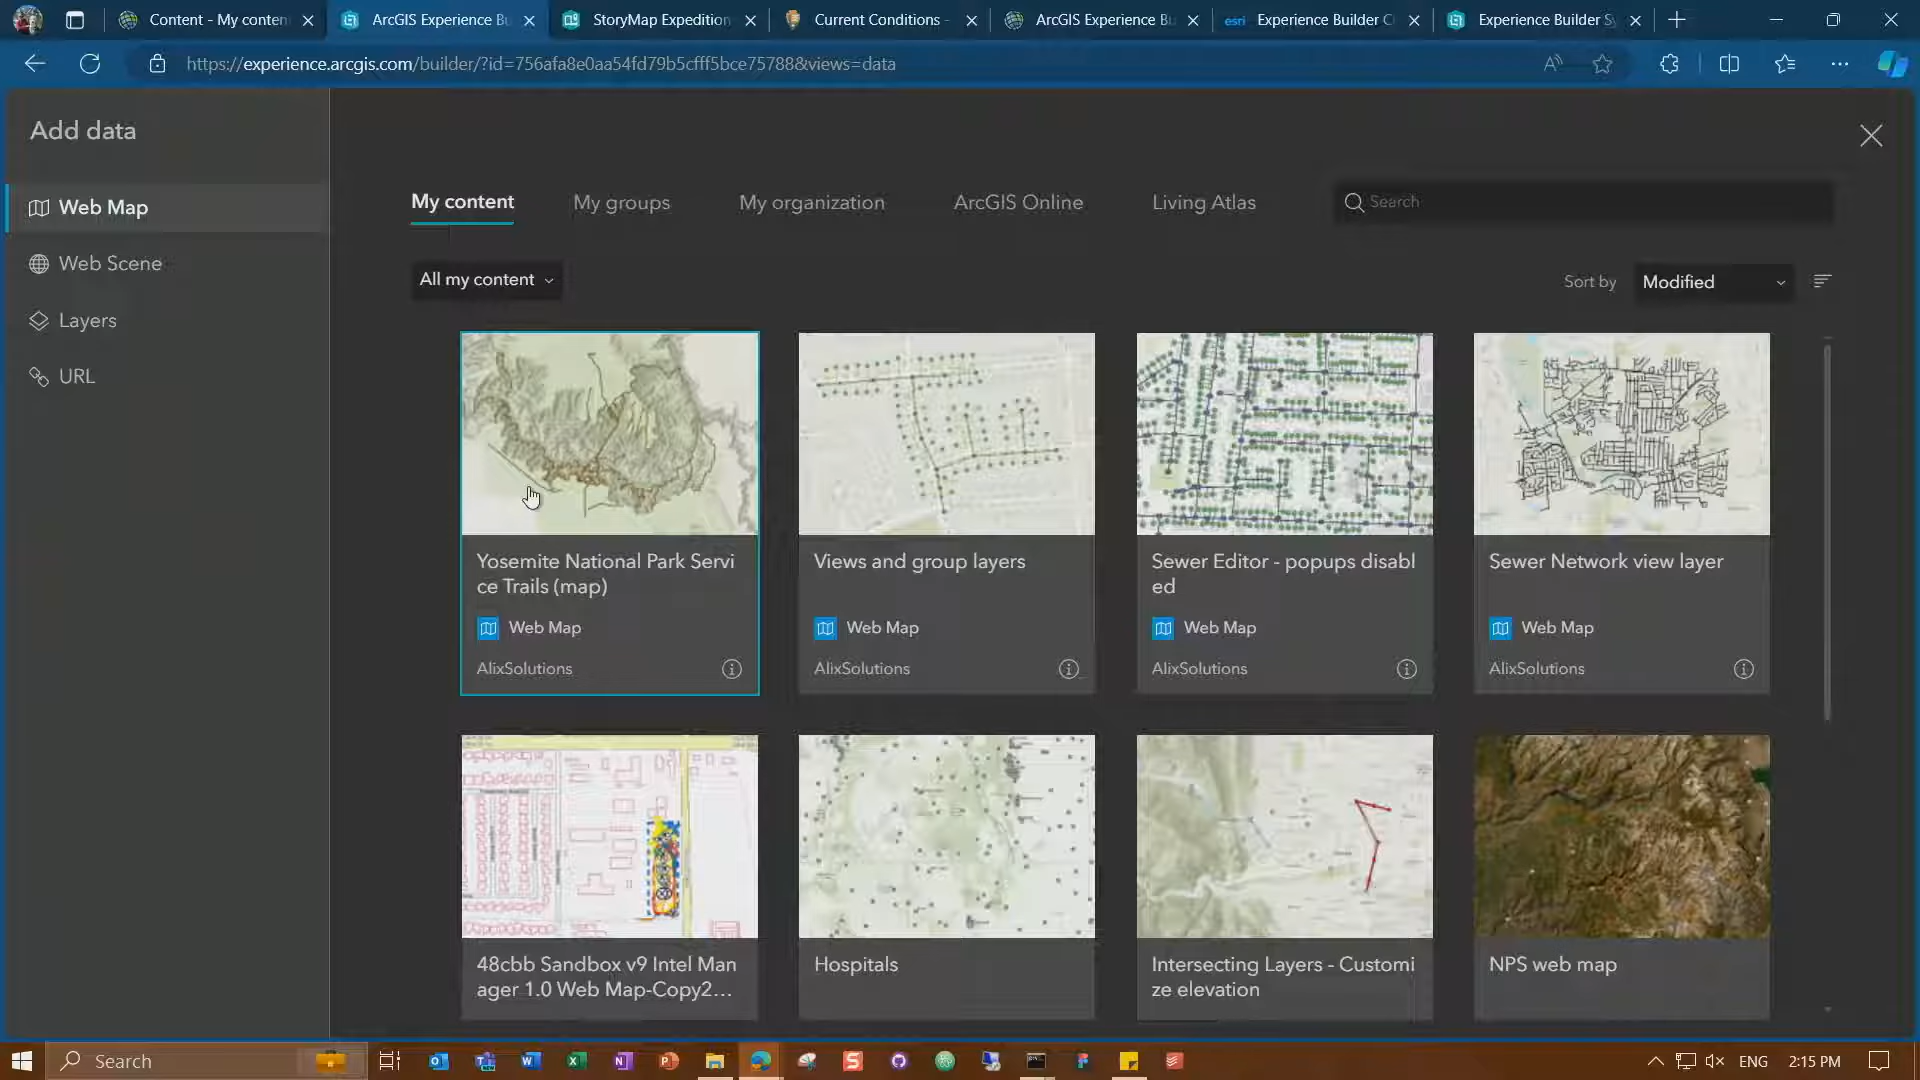 Content - My conten
ArcGIS Experience Bu
StoryMap Expedition
Current Conditions -
ArcGIS Experience Bu
esri
Experience Builder C
Experience Builder S
https://experience.arcgis.com/builder/?id=756afa8e0aa54fd79b5cfff5bce75788&views=data
Add data
Web Map
Web Scene
Layers
URL
My content
My groups
My organization
ArcGIS Online
Living Atlas
Search
All my content
Sort by
Modified
Yosemite National Park Servi
ce Trails (map)
Web Map
AlixSolutions
Views and group layers
Web Map
AlixSolutions
Sewer Editor - popups disabl
ed
Web Map
AlixSolutions
Sewer Network view layer
Web Map
AlixSolutions
48cbb Sandbox v9 Intel Man
ager 1.0 Web Map-Copy2...
Hospitals
Intersecting Layers - Customi
ze elevation
NPS web map
Search
ENG
2:15 PM